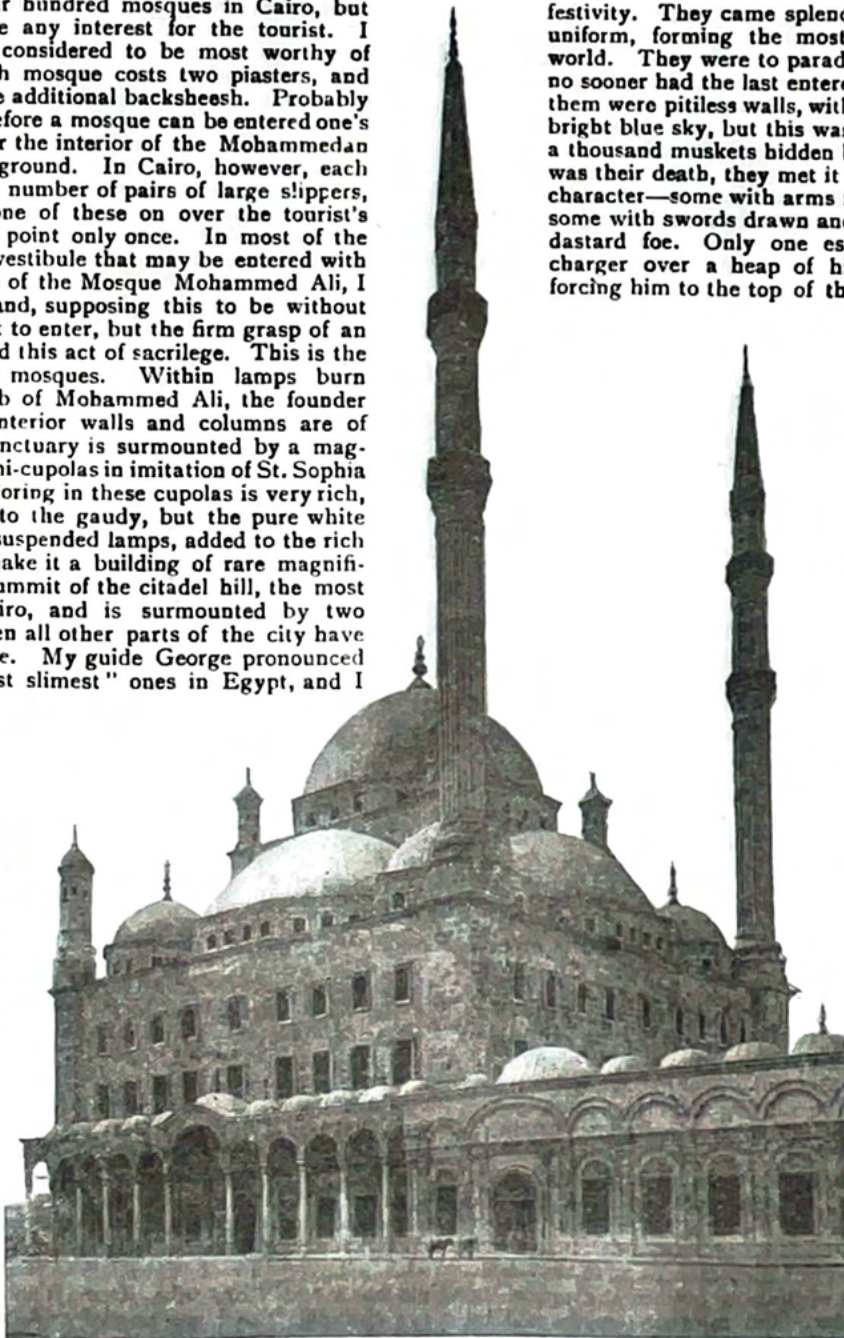 r hundred mosques in Cairo, but
e any interest for the tourist. I
considered to be most worthy of
h mosque costs two piasters, and
e additional backsheesh. Probably
efore a mosque can be entered one's
r the interior of the Mohammedan
ground. In Cairo, however, each
number of pairs of large slippers,
one of these on over the tourist's
point only once. In most of the
vestibule that may be entered with
of the Mosque Mohammed Ali, I
and, supposing this to be without
t to enter, but the firm grasp of an
d this act of sacrilege. This is the
mosques. Within lamps burn
b of Mohammed Ali, the founder
nterior walls and columns are of
nctuary is surmounted by a mag-
ni-cupolas in imitation of St. Sophia
oring in these cupolas is very rich,
to the gaudy, but the pure white
suspended lamps, added to the rich
ake it a building of rare magnifi-
ummit of the citadel hill, the most
iro, and is surmounted by two
en all other parts of the city have
e. My guide George pronounced
st slimest" ones in Egypt, and I
festivity. They came splend
uniform, forming the most
world. They were to parad
no sooner had the last entere
them were pitiless walls, with
bright blue sky, but this was
a thousand muskets hidden
was their death, they met it
character—some with arms
some with swords drawn and
dastard foe. Only one es
charger over a heap of hi
forcing him to the top of th